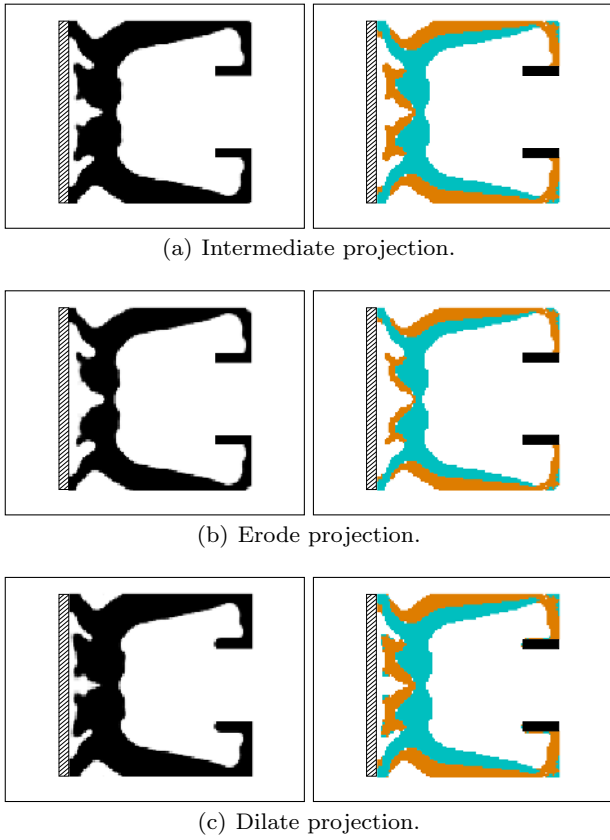 (a) Intermediate projection.
(b) Erode projection.
(c) Dilate projection.